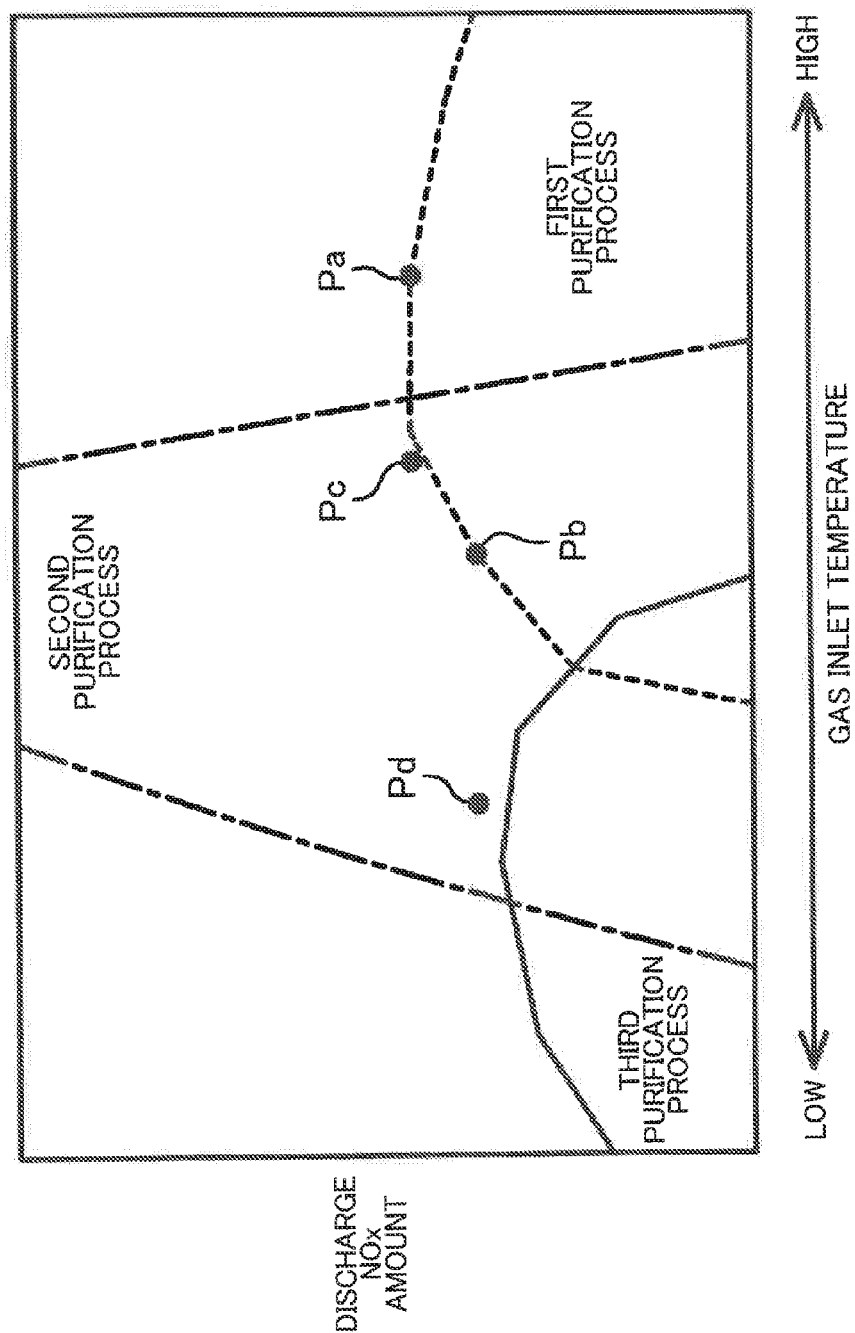 DISCHARGE
NOx
AMOUNT
SECOND
PURIFICATION
PROCESS
Pd
Pc
Pa
Pb
THIRD
PURIFICATION
PROCESS
FIRST
PURIFICATION
PROCESS
LOW
GAS INLET TEMPERATURE
HIGH